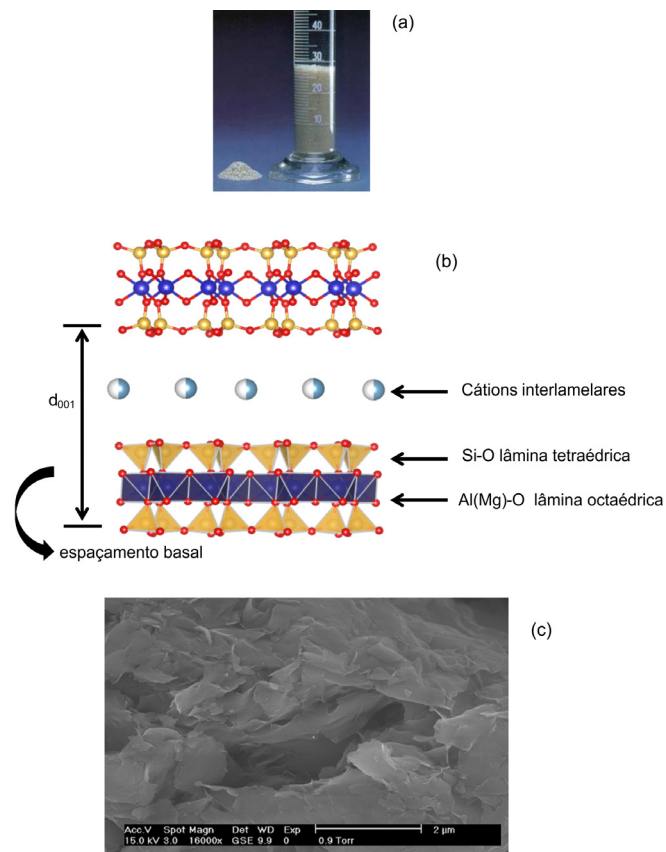 (a)
40
30
20
10
(b)
d001
Cátions interlamelares
Si-O lâmina tetraédrica
Al(Mg)-O lâmina octaédrica
espaçamento basal
(c)
Acc.V Spot Magn Det WD Exp 2 µm
15.0 kV 3.0 16000x GSE 9.9 0 0.9 Torr